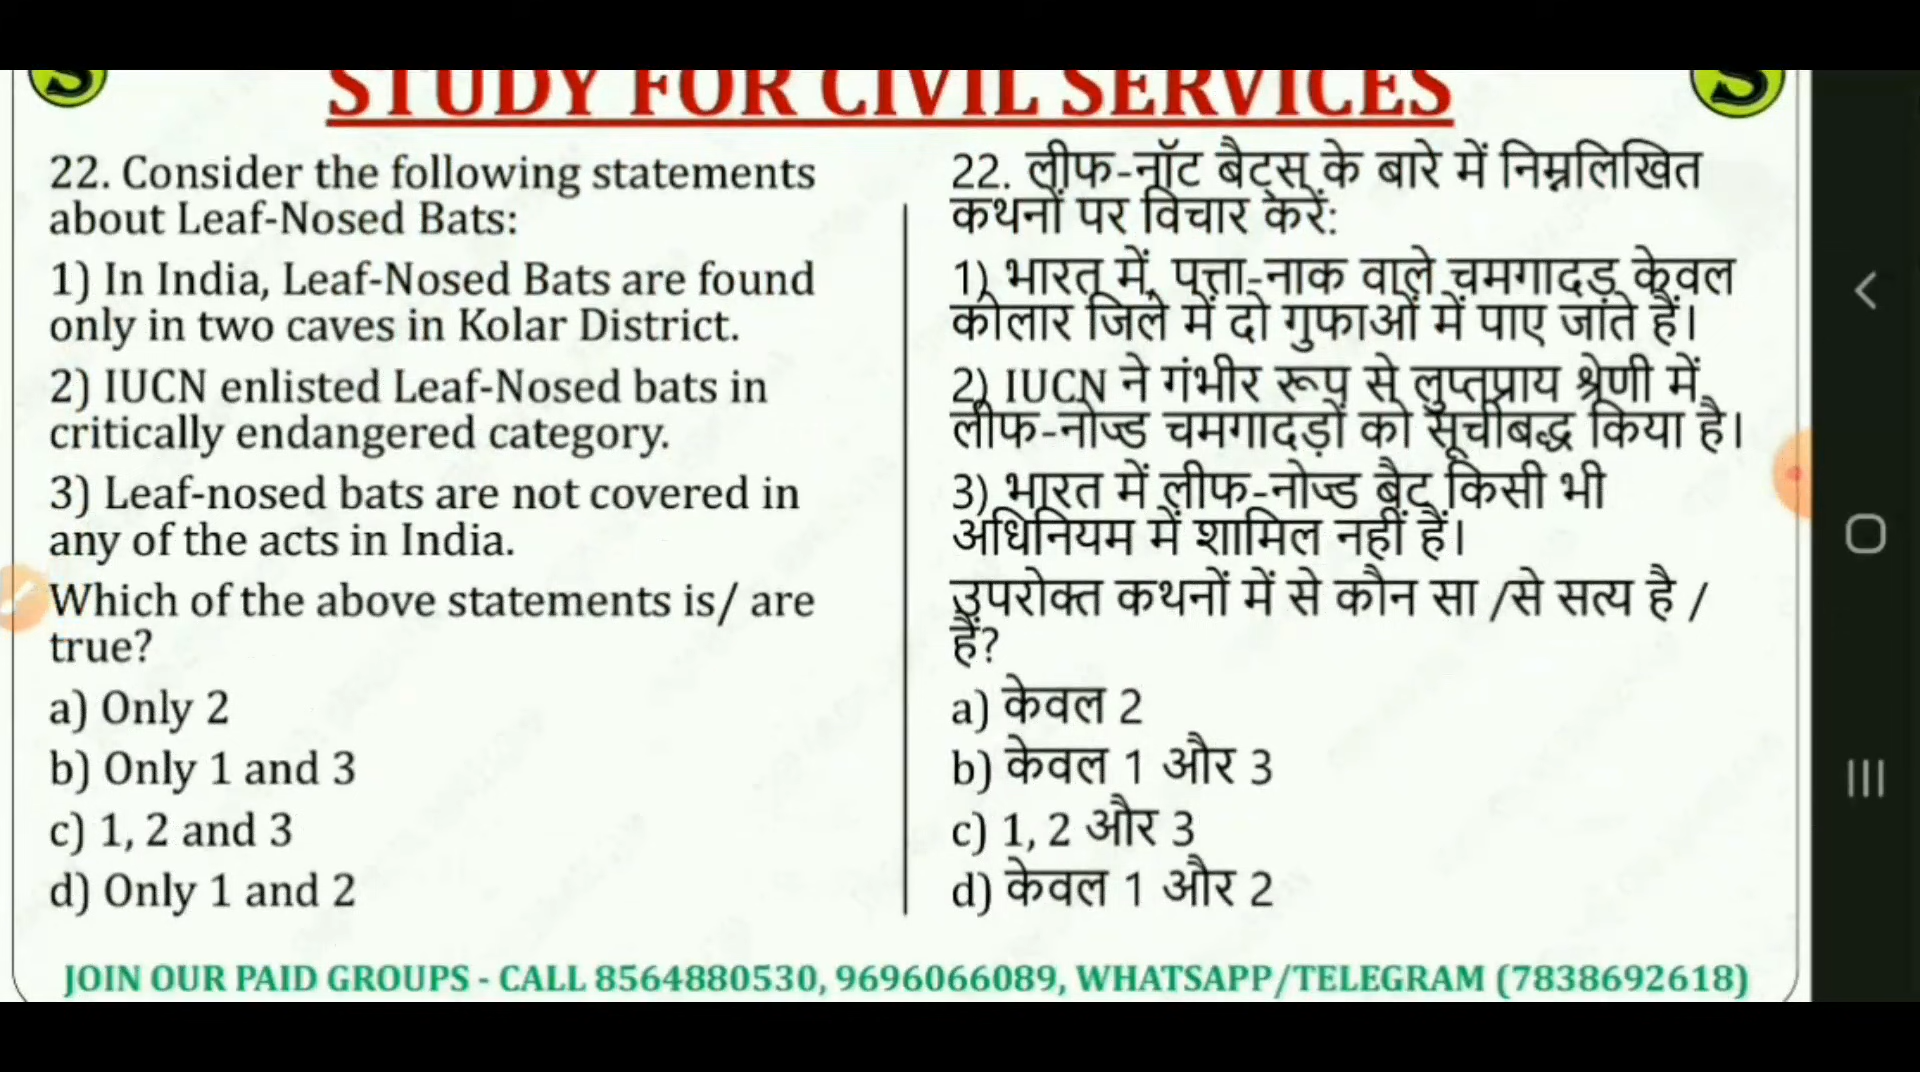 STUDY FOR CIVIL SERVICES
22. Consider the following statements
about Leaf-Nosed Bats:
1) In India, Leaf-Nosed Bats are found
only in two caves in Kolar District.
2) IUCN enlisted Leaf-Nosed bats in
critically endangered category.
3) Leaf-nosed bats are not covered in
any of the acts in India.
Which of the above statements is/ are
true?
a) Only 2
b) Only 1 and 3
c) 1, 2 and 3
d) Only 1 and 2
22. लीफ-नॉट बैट्स के बारे में निम्नलिखित
कथनों पर विचार करें:
1) भारत में, पत्ता-नाक वाले चमगादड़ केवल
कोलार जिले में दो गुफाओं में पाए जाते हैं।
2) IUCN ने गंभीर रूप से लुप्तप्राय श्रेणी में
लीफ-नोज्ड चमगादड़ों को सूचीबद्ध किया है।
3) भारत में लीफ-नोज्ड बैट किसी भी
अधिनियम में शामिल नहीं हैं।
उपरोक्त कथनों में से कौन सा /से सत्य है /
हैं?
a) केवल 2
b) केवल 1 और 3
c) 1, 2 और 3
d) केवल 1 और 2
JOIN OUR PAID GROUPS - CALL 8564880530, 9696066089, WHATSAPP/TELEGRAM (7838692618)